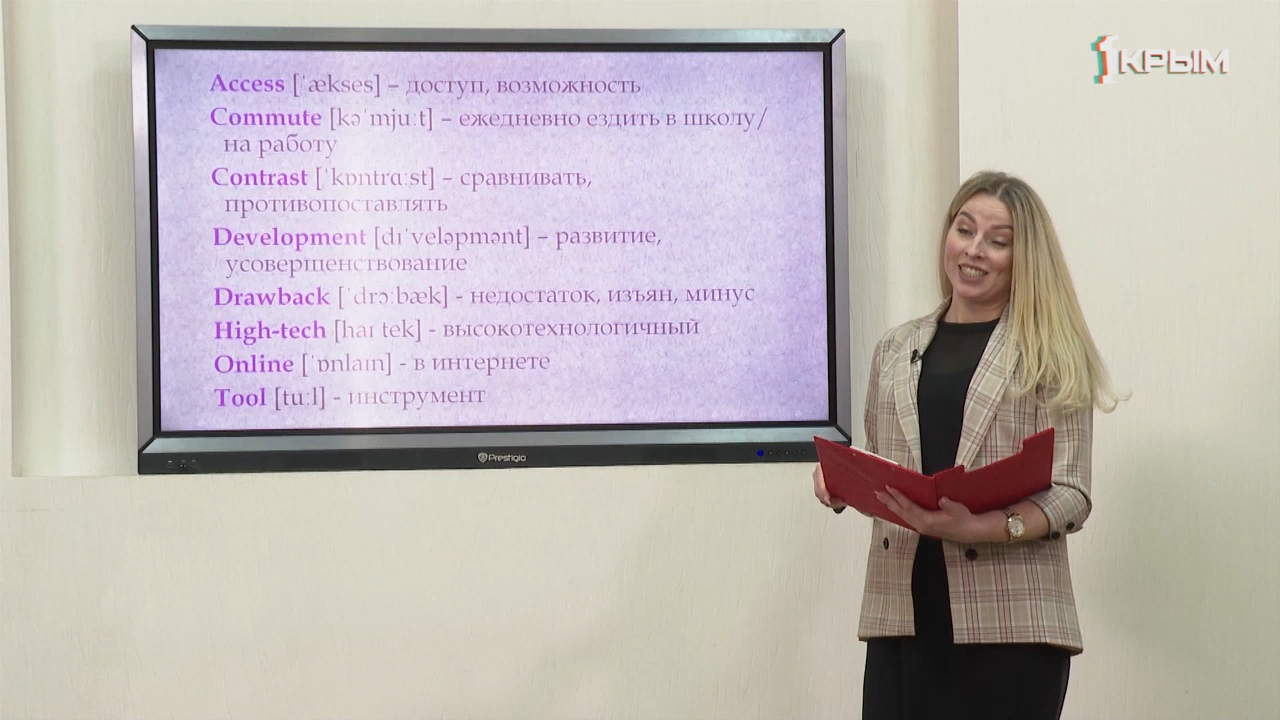 1 КРЫМ
Access [ˈækses] – доступ, возможность
Commute [kəˈmjuːt] – ежедневно ездить в школу/
на работу
Contrast [ˈkɒntrɑːst] – сравнивать,
противопоставлять
Development [dɪˈveləpmənt] – развитие,
усовершенствование
Drawback [ˈdrɔːbæk] - недостаток, изъян, минус
High-tech [haɪ tek] - высокотехнологичный
Online [ˈɒnlaɪn] - в интернете
Tool [tuːl] - инструмент
Prestigio